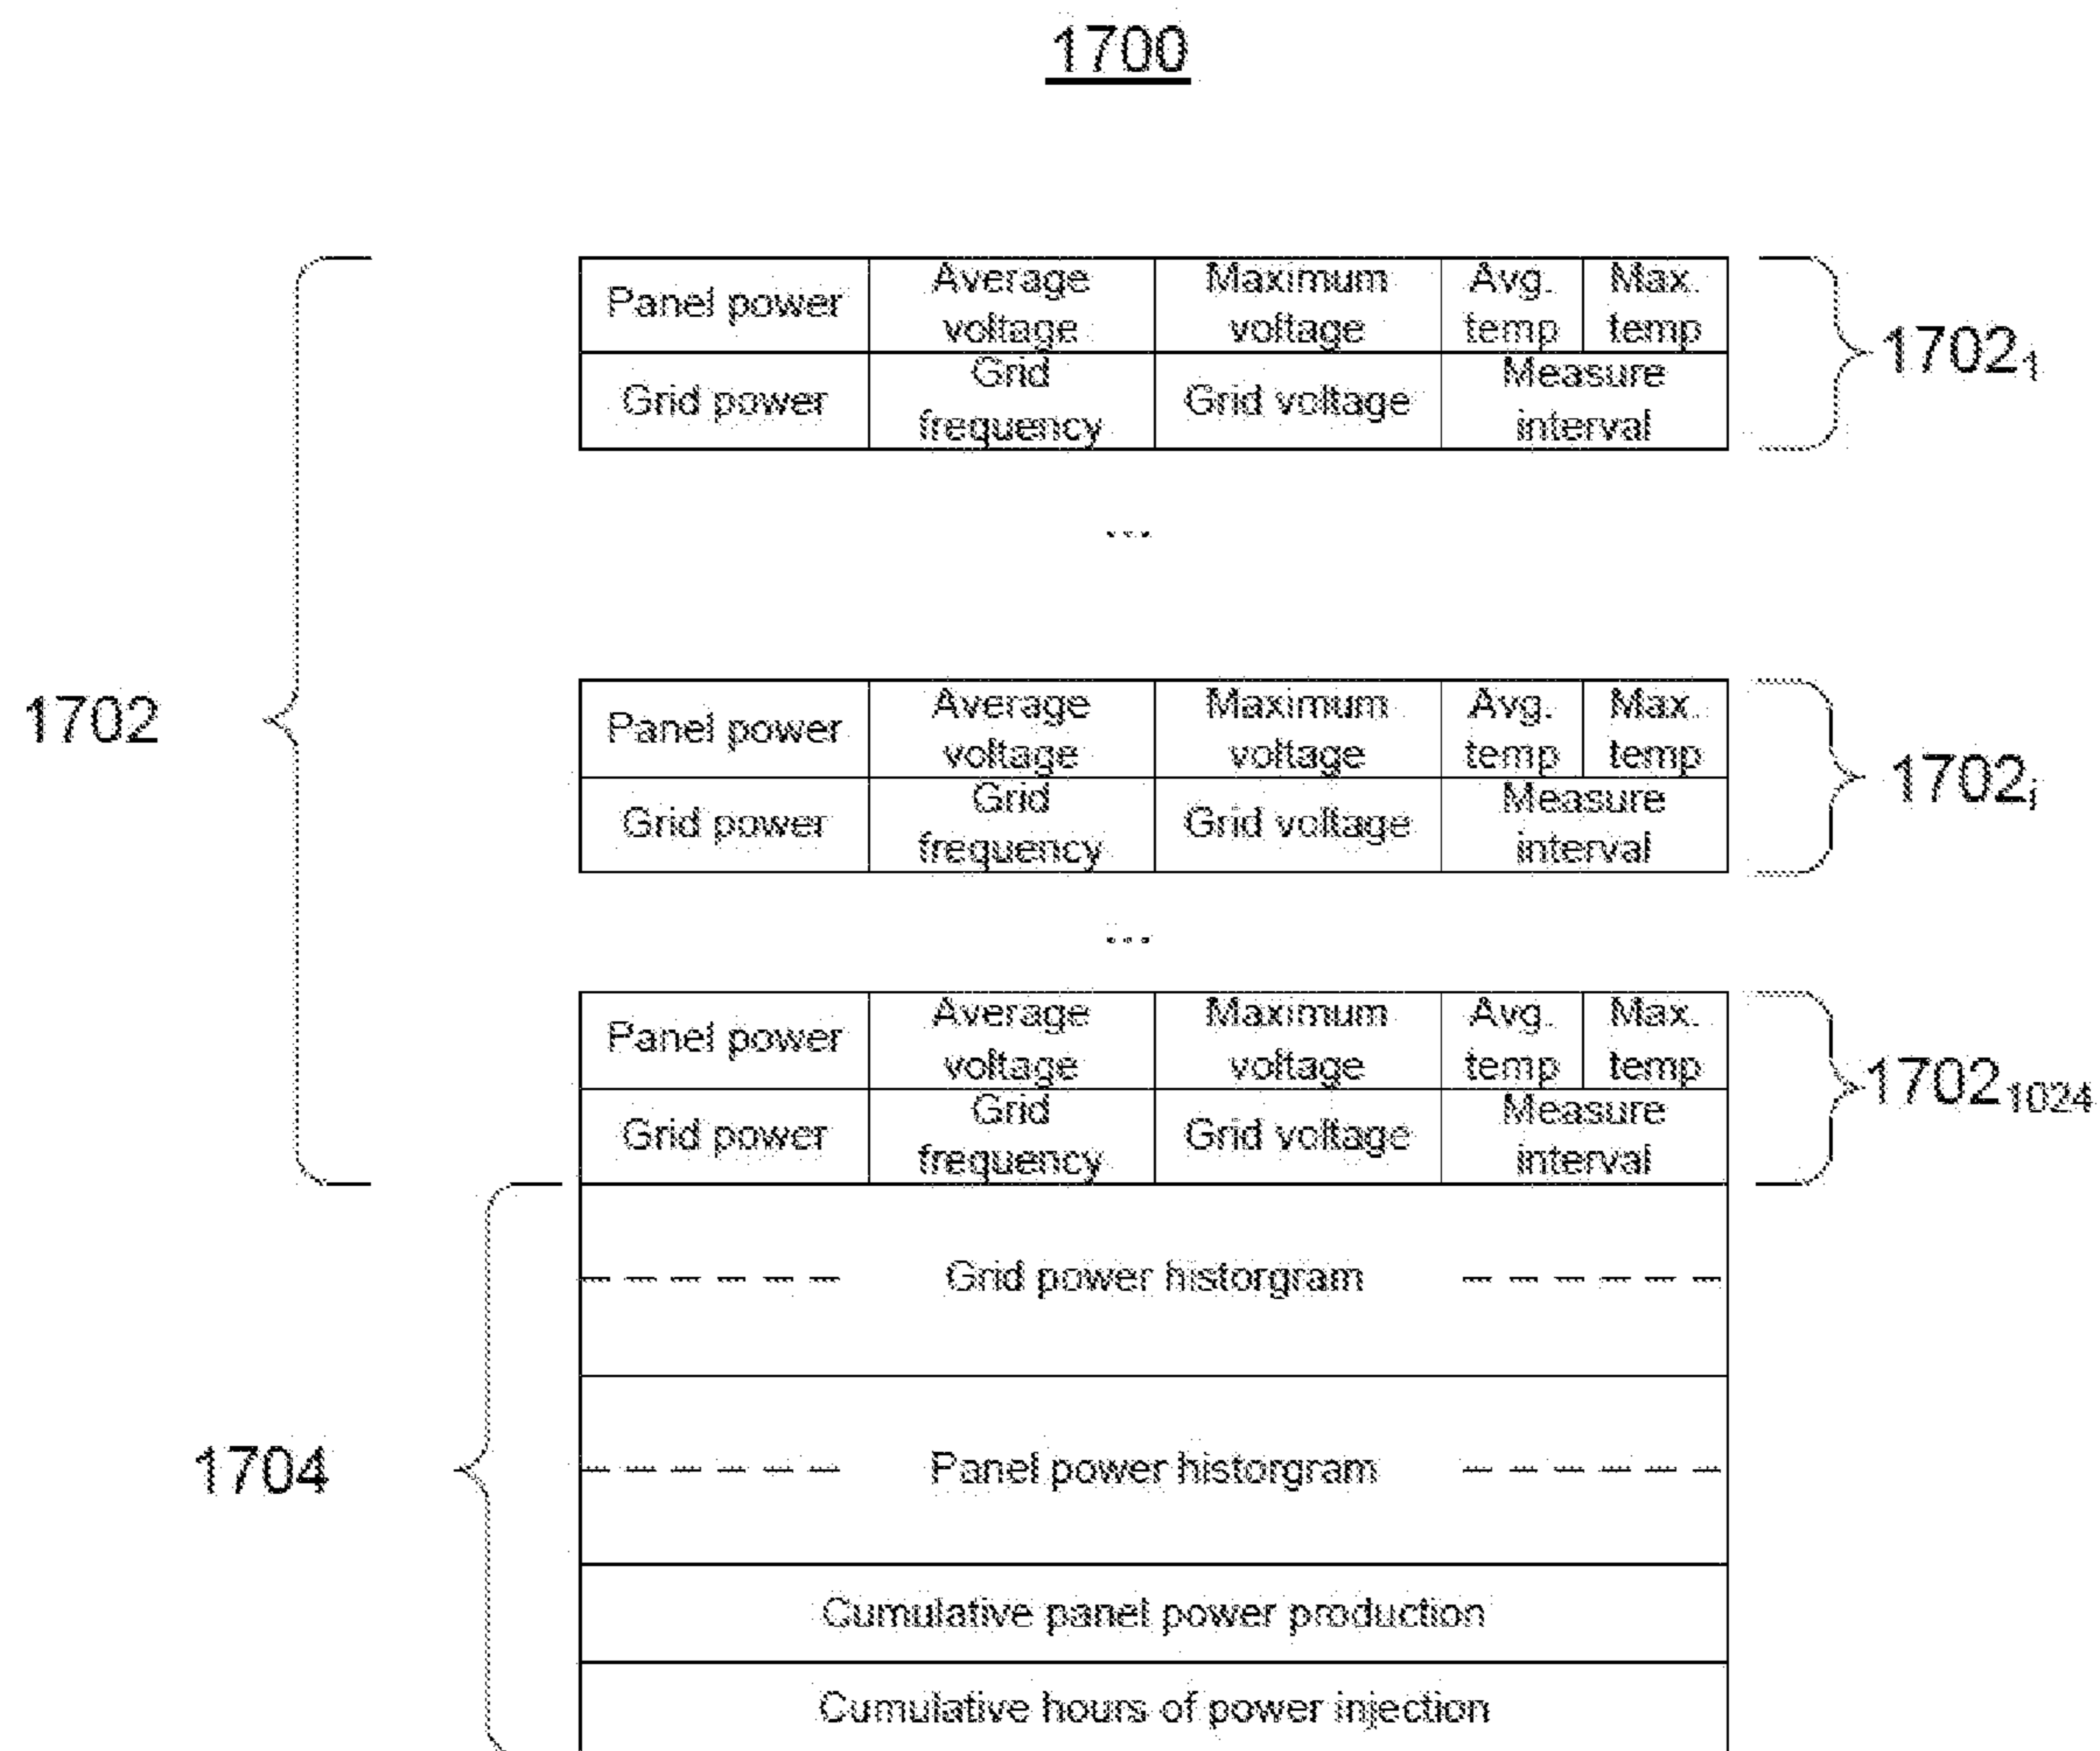 1700
Panel power
Average
voltage
Maximum
voltage
Avg.
temp
Max.
temp
Grid power
Grid
frequency
Grid voltage
Measure
interval
1702₁
...
1702
Panel power
Average
voltage
Maximum
voltage
Avg.
temp
Max.
temp
Grid power
Grid
frequency
Grid voltage
Measure
interval
1702ᵢ
...
Panel power
Average
voltage
Maximum
voltage
Avg.
temp
Max.
temp
Grid power
Grid
frequency
Grid voltage
Measure
interval
1702₁₀₂₄
Grid power historgram
1704
Panel power historgram
Cumulative panel power production
Cumulative hours of power injection